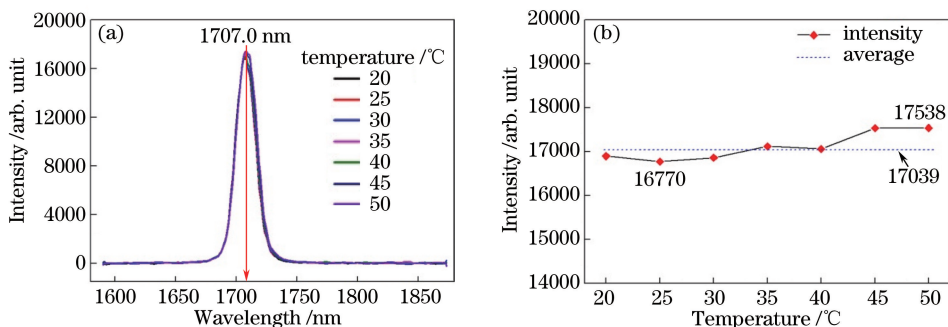 (a)
1707.0 nm
temperature /℃
20
25
30
35
40
45
50
20000
16000
12000
8000
4000
0
Intensity /arb. unit
1600 1650 1700 1750 1800 1850
Wavelength /nm
(b)
intensity
average
20000
19000
18000
17000
16000
15000
14000
Intensity /arb. unit
17538
16770
17039
20 25 30 35 40 45 50
Temperature /℃